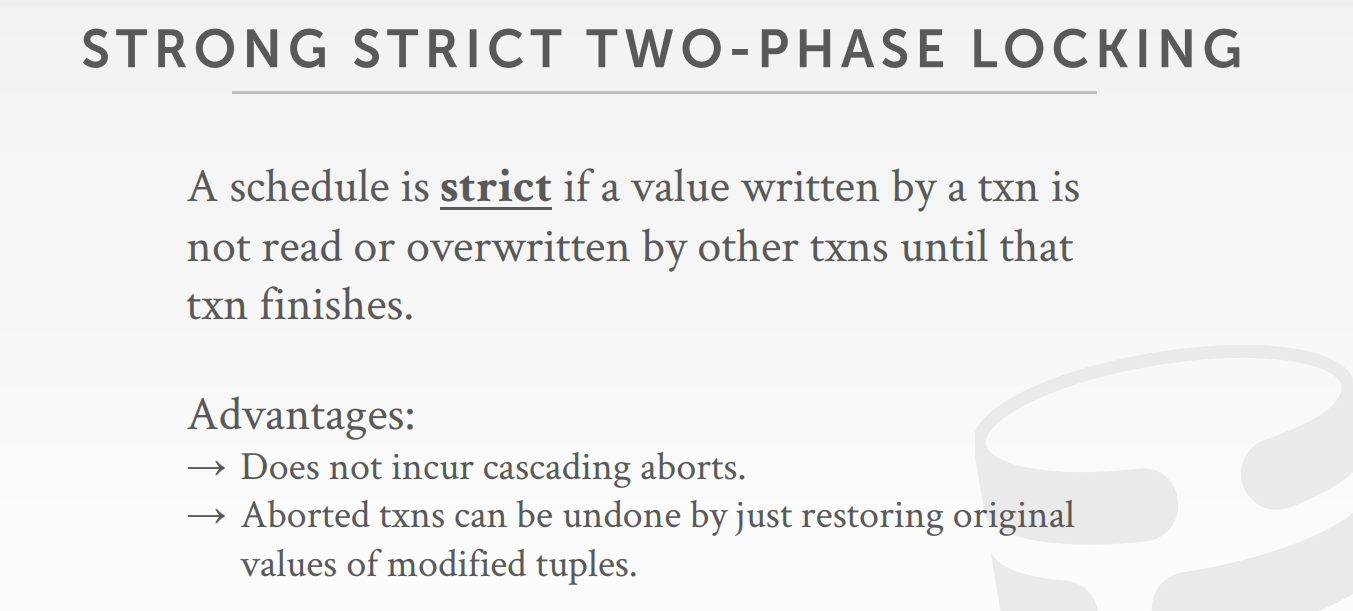 STRONG STRICT TWO-PHASE LOCKING
A schedule is strict if a value written by a txn is
not read or overwritten by other txns until that
txn finishes.
Advantages:
→ Does not incur cascading aborts.
→ Aborted txns can be undone by just restoring original
values of modified tuples.